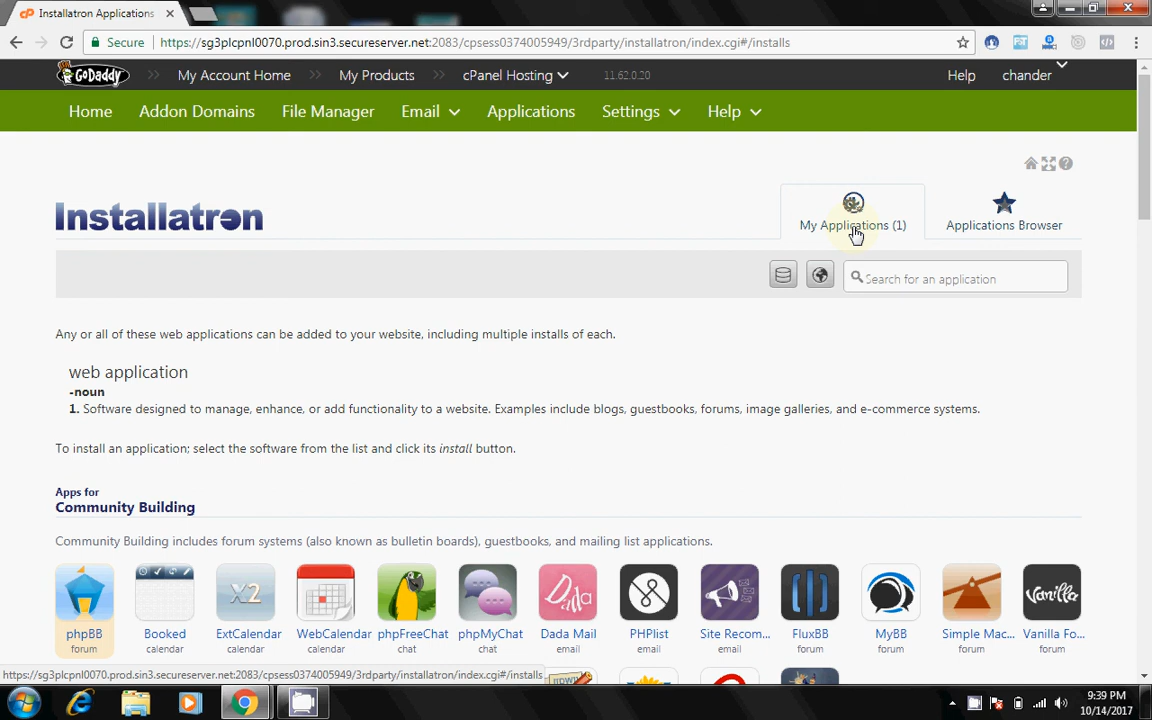 Installatron Applications
Secure
https://sg3plcpnl0070.prod.sin3.secureserver.net:2083/cpsess0374005949/3rdparty/installatron/index.cgi#/installs
GoDaddy My Account Home My Products cPanel Hosting 11.62.0.20 Help chander
Home Addon Domains File Manager Email Applications Settings Help
Installatron
My Applications (1) Applications Browser
Search for an application
Any or all of these web applications can be added to your website, including multiple installs of each.
web application
-noun
1. Software designed to manage, enhance, or add functionality to a website. Examples include blogs, guestbooks, forums, image galleries, and e-commerce systems.
To install an application; select the software from the list and click its install button.
Apps for
Community Building
Community Building includes forum systems (also known as bulletin boards), guestbooks, and mailing list applications.
X2 Dada Vanilla
phpBB Booked ExtCalendar WebCalendar phpFreeChat phpMyChat Dada Mail PHPlist Site Recom... FluxBB MyBB Simple Mac... Vanilla Fo...
forum calendar calendar calendar chat chat email email email forum forum forum forum
https://sg3plcpnl0070.prod.sin3.secureserver.net:2083/cpsess0374005949/3rdparty/installatron/index.cgi#/installs
9:39 PM
10/14/2017